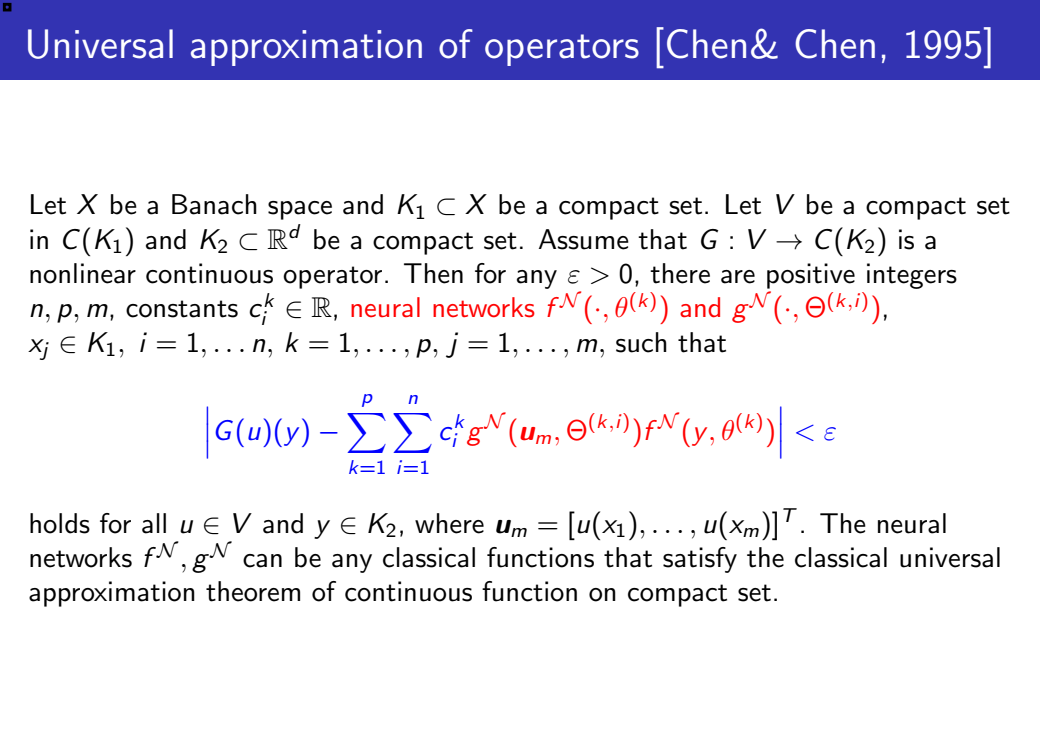 Universal approximation of operators [Chen& Chen, 1995]
Let X be a Banach space and K₁ ⊂ X be a compact set. Let V be a compact set
in C(K₁) and K₂ ⊂ ℝᵈ be a compact set. Assume that G : V → C(K₂) is a
nonlinear continuous operator. Then for any ε > 0, there are positive integers
n, p, m, constants c_i^k ∈ ℝ, neural networks f^𝒩(·, θ^(k)) and g^𝒩(·, Θ^(k,i)),
x_j ∈ K₁, i = 1, . . . n, k = 1, . . . , p, j = 1, . . . , m, such that
|G(u)(y) − ∑_{k=1}^{p} ∑_{i=1}^{n} c_i^k g^𝒩(u_m, Θ^(k,i)) f^𝒩(y, θ^(k))| < ε
holds for all u ∈ V and y ∈ K₂, where u_m = [u(x₁), . . . , u(x_m)]^T. The neural
networks f^𝒩, g^𝒩 can be any classical functions that satisfy the classical universal
approximation theorem of continuous function on compact set.